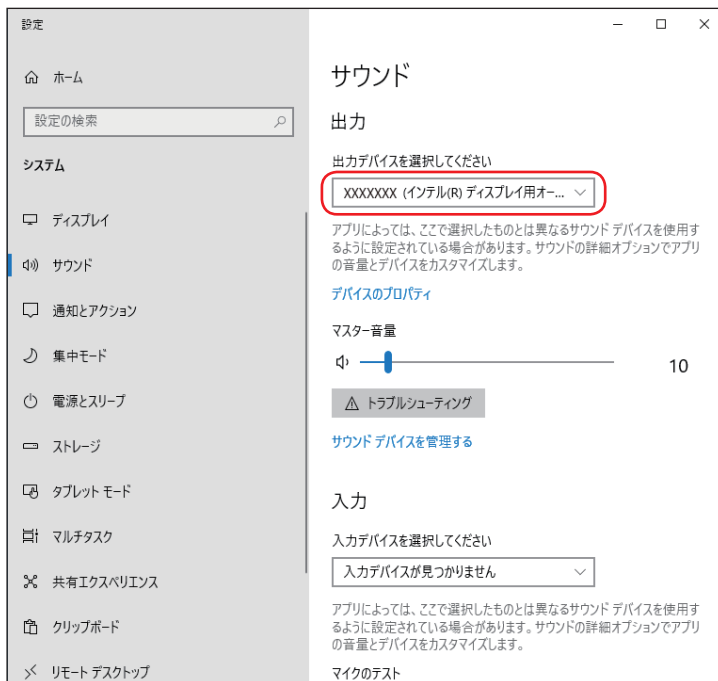 設定
ホーム
設定の検索
システム
ディスプレイ
サウンド
通知とアクション
集中モード
電源とスリープ
ストレージ
タブレット モード
マルチタスク
共有エクスペリエンス
クリップボード
リモート デスクトップ
サウンド
出力
出力デバイスを選択してください
XXXXXXX (インテル(R) ディスプレイ用オー...
アプリによっては、ここで選択したものとは異なるサウンド デバイスを使用す
るように設定されている場合があります。サウンドの詳細オプションでアプリ
の音量とデバイスをカスタマイズします。
デバイスのプロパティ
マスター音量
10
トラブルシューティング
サウンド デバイスを管理する
入力
入力デバイスを選択してください
入力デバイスが見つかりません
アプリによっては、ここで選択したものとは異なるサウンド デバイスを使用す
るように設定されている場合があります。サウンドの詳細オプションでアプリ
の音量とデバイスをカスタマイズします。
マイクのテスト